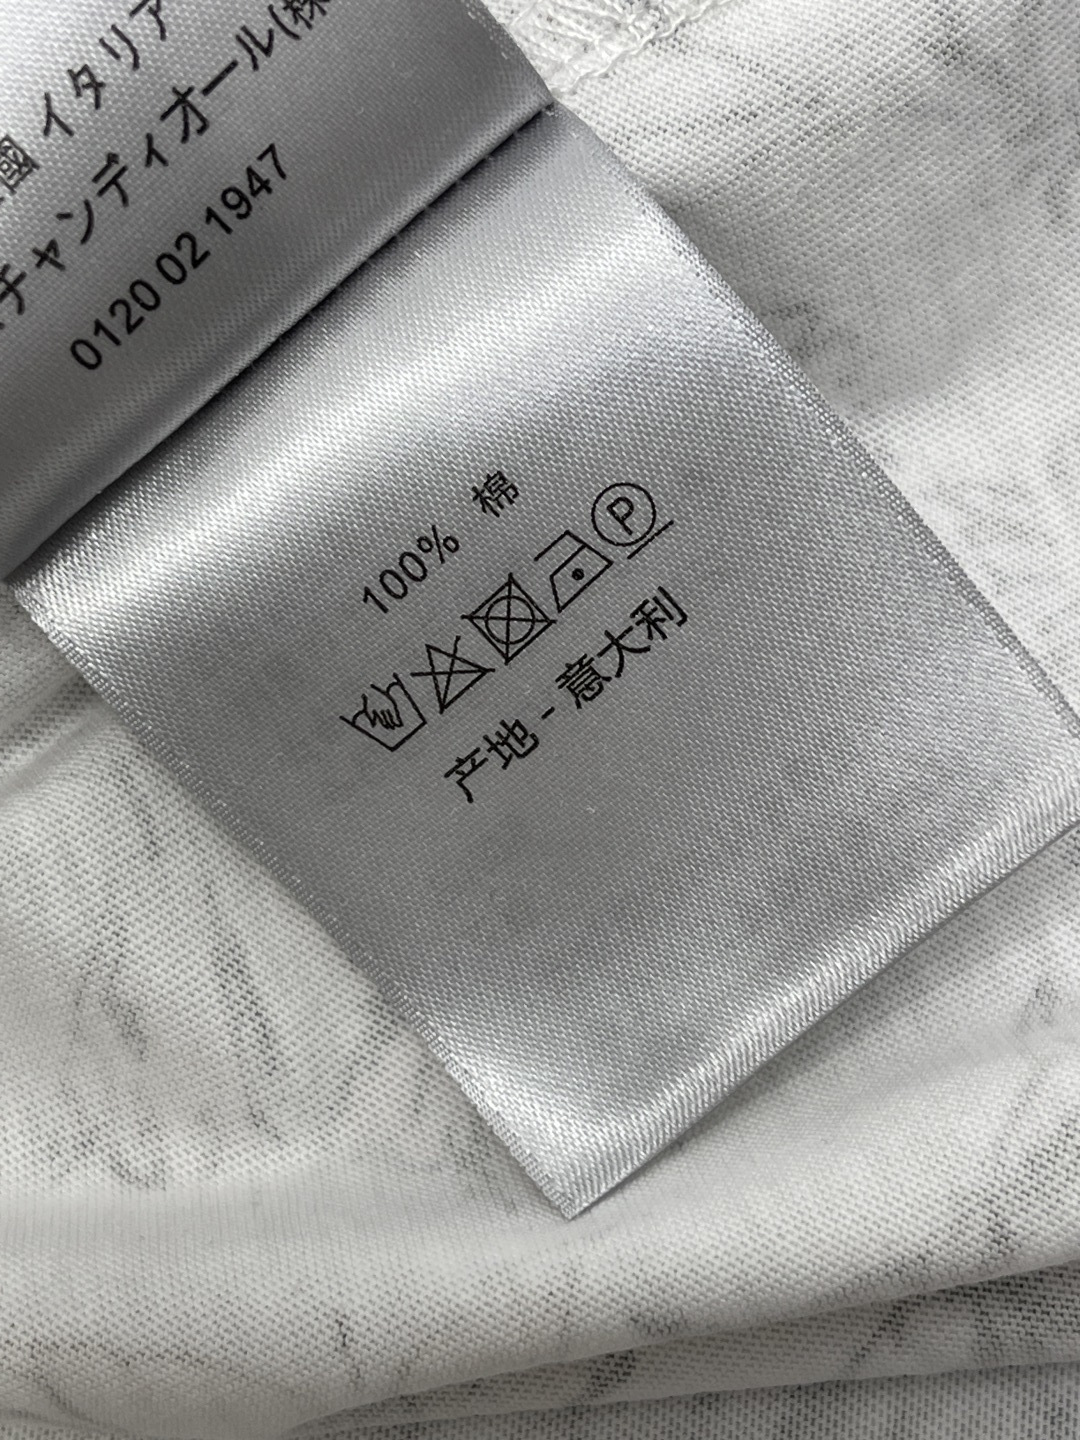 國 イタリア
チャンディオール(株
0120 02 1947
100% 棉
P
产地 - 意大利